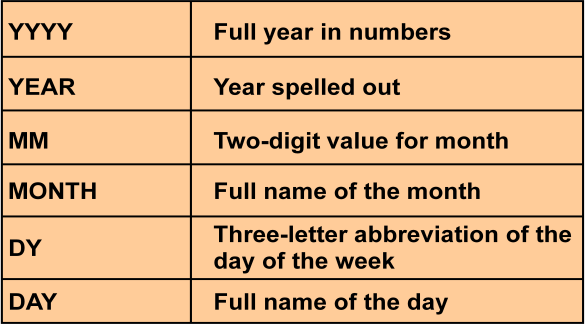 YYYY Full year in numbers
YEAR Year spelled out
MM Two-digit value for month
MONTH Full name of the month
DY Three-letter abbreviation of the
day of the week
DAY Full name of the day